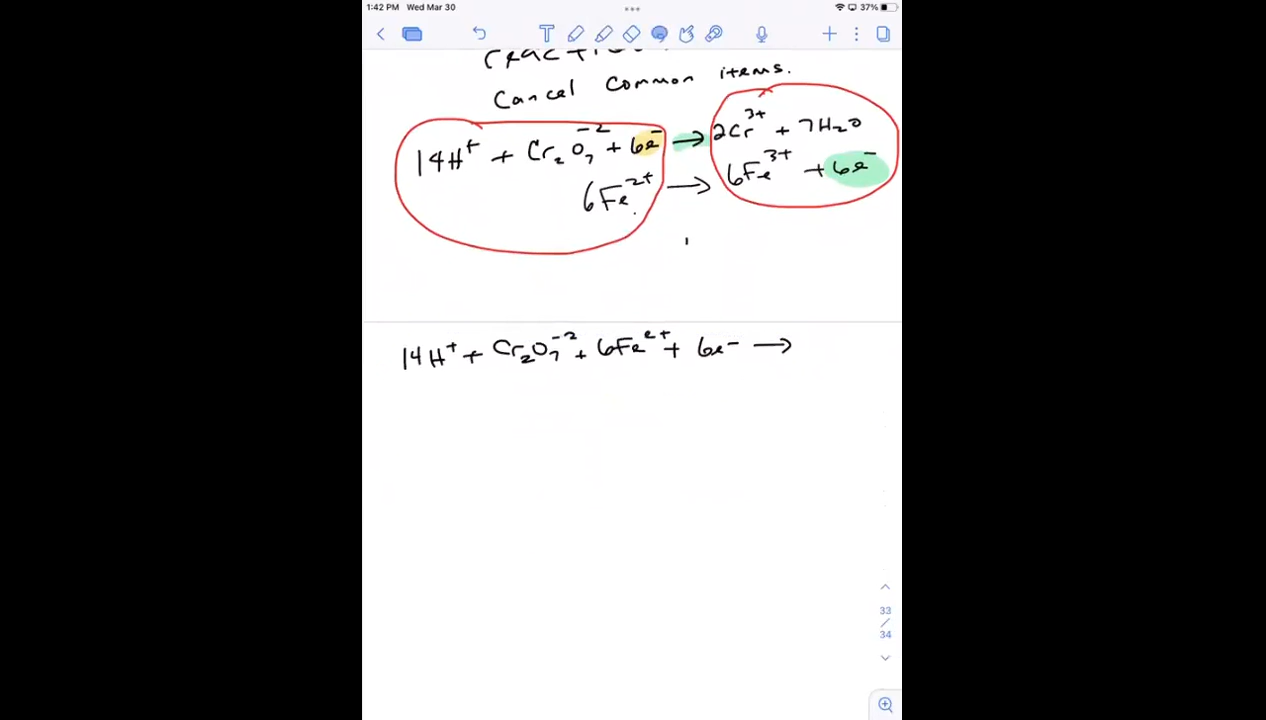 1:42 PM Wed Mar 30
37%
reaction
Cancel common items.
14H⁺ + Cr₂O₇⁻² + 6e⁻ → 2Cr³⁺ + 7H₂O
6Fe²⁺ → 6Fe³⁺ + 6e⁻
14H⁺ + Cr₂O₇⁻² + 6Fe²⁺ + 6e⁻ →
33
/
34